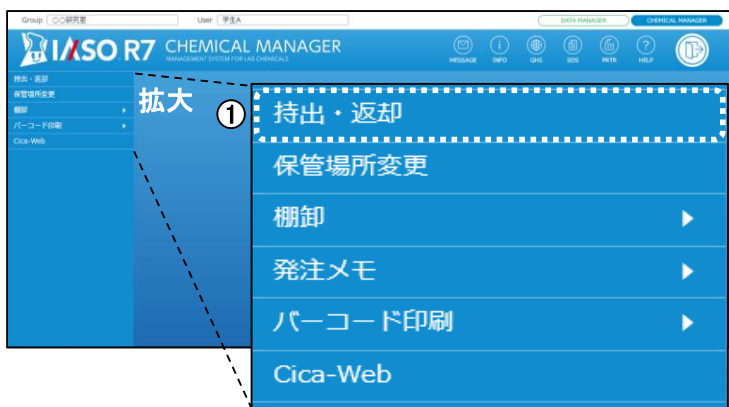 Group ○○研究室 User 学生A DATA MANAGER CHEMICAL MANAGER
IASO R7 CHEMICAL MANAGER
MANAGEMENT SYSTEM FOR LAB CHEMICALS
MESSAGE INFO GHS SDS PRTR HELP
持出・返却
保管場所変更
棚卸
バーコード印刷
Cica-Web
拡大
①
持出・返却
保管場所変更
棚卸
発注メモ
バーコード印刷
Cica-Web